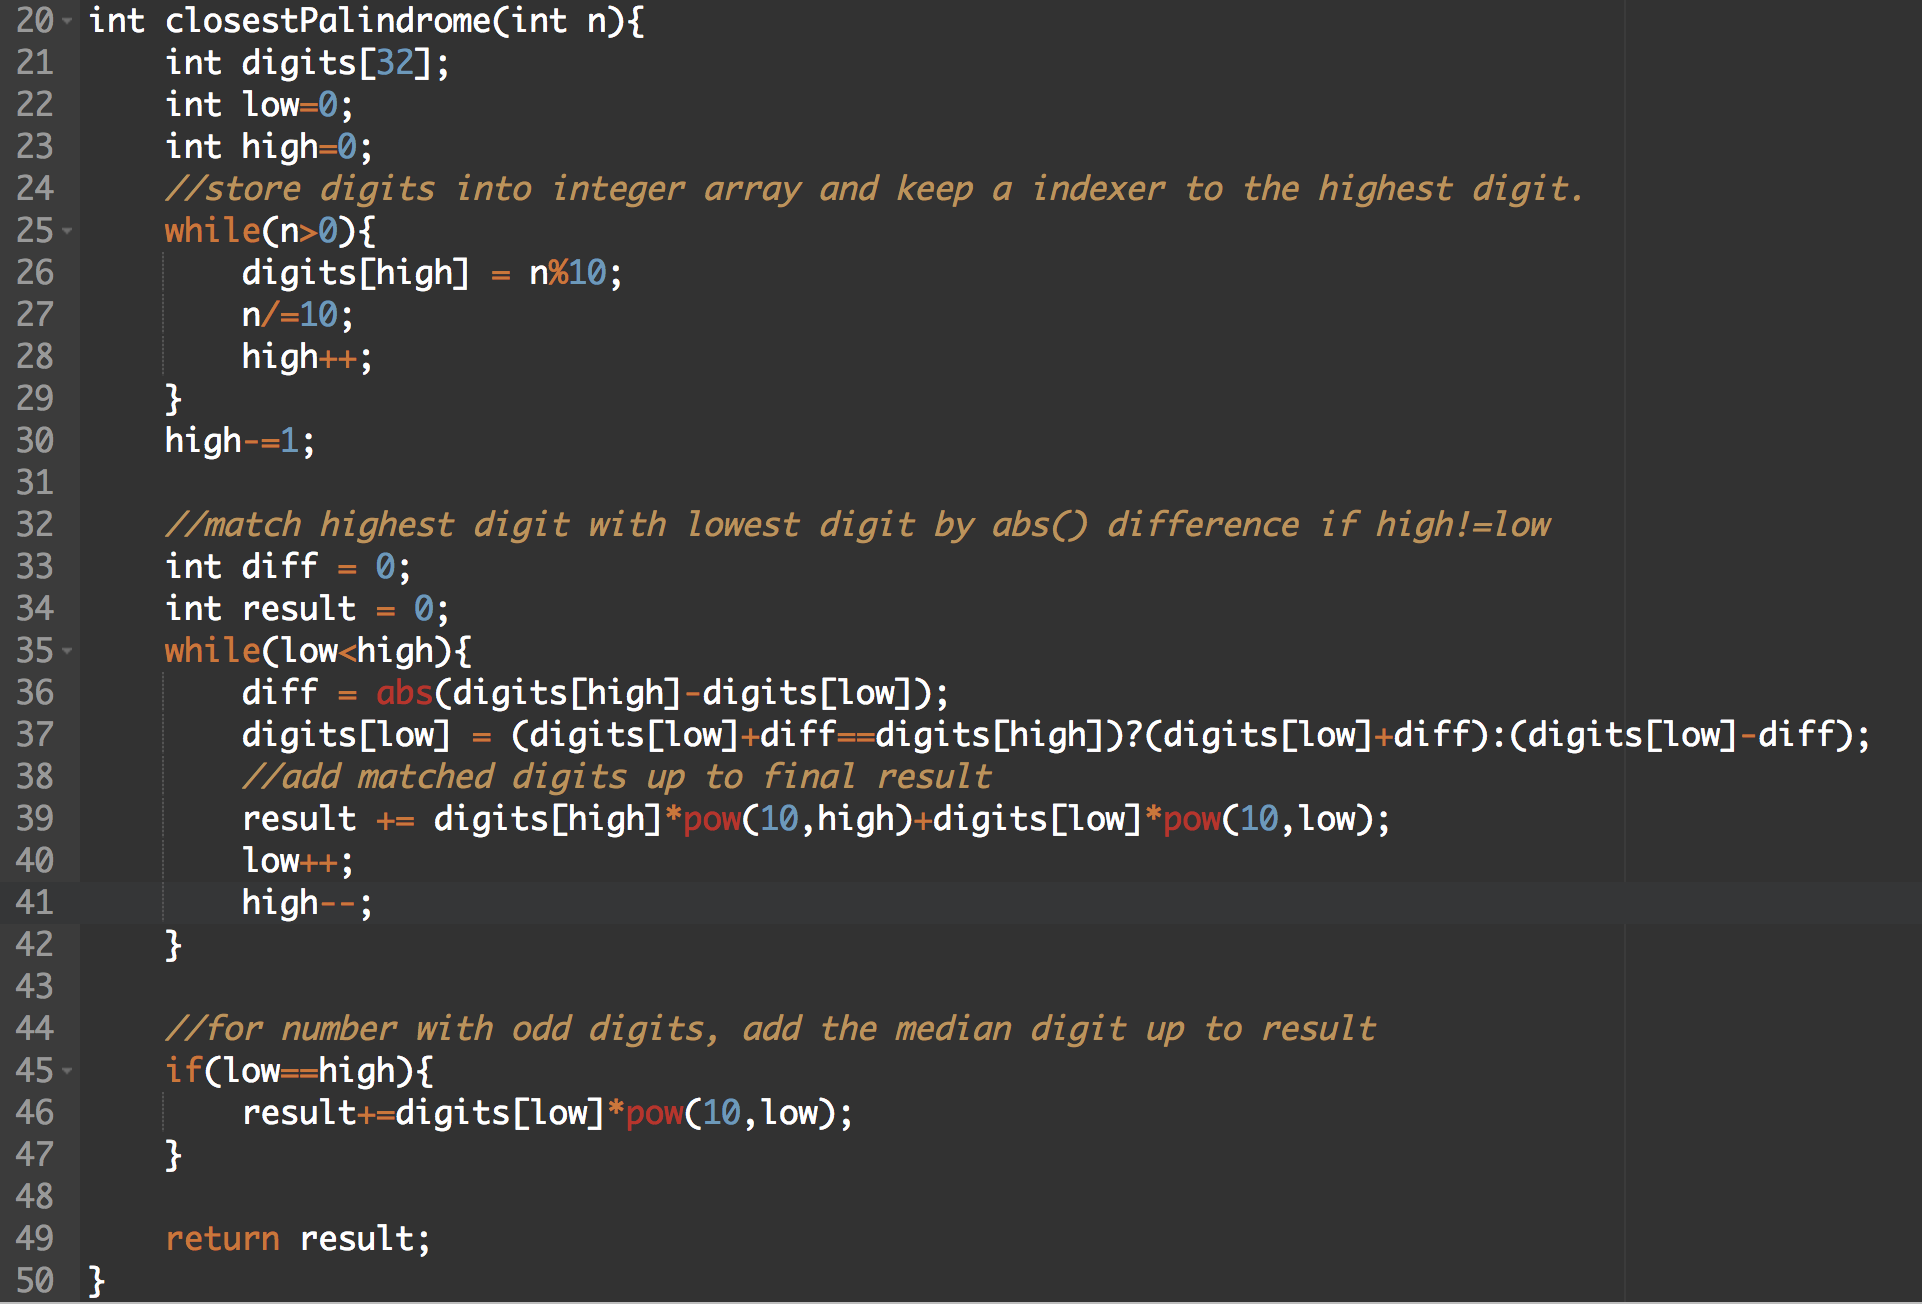 20 int closestPalindrome(int n){
21     int digits[32];
22     int low=0;
23     int high=0;
24     //store digits into integer array and keep a indexer to the highest digit.
25     while(n>0){
26         digits[high] = n%10;
27         n/=10;
28         high++;
29     }
30     high-=1;
31
32     //match highest digit with lowest digit by abs() difference if high!=low
33     int diff = 0;
34     int result = 0;
35     while(low<high){
36         diff = abs(digits[high]-digits[low]);
37         digits[low] = (digits[low]+diff==digits[high])?(digits[low]+diff):(digits[low]-diff);
38         //add matched digits up to final result
39         result += digits[high]*pow(10,high)+digits[low]*pow(10,low);
40         low++;
41         high--;
42     }
43
44     //for number with odd digits, add the median digit up to result
45     if(low==high){
46         result+=digits[low]*pow(10,low);
47     }
48
49     return result;
50 }